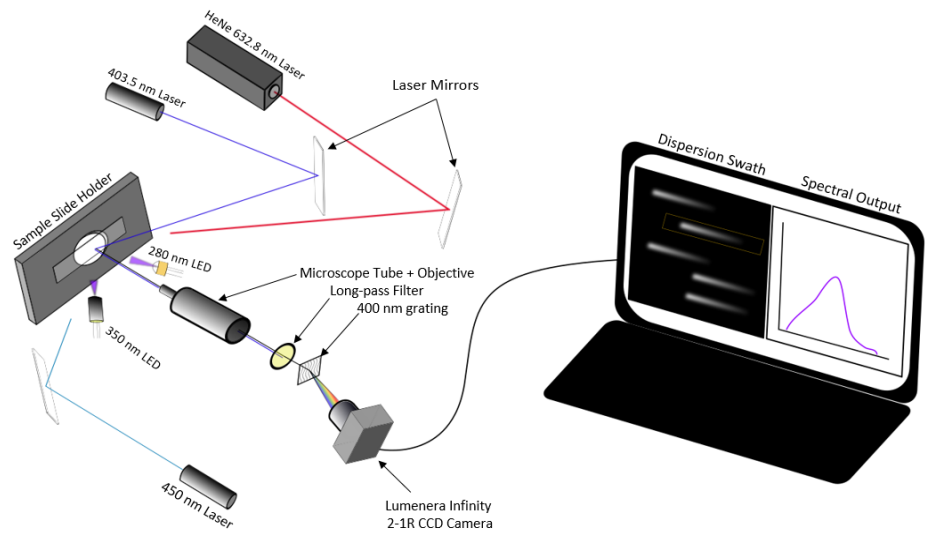 HeNe 632.8 nm Laser
403.5 nm Laser
Laser Mirrors
Sample Slide Holder
280 nm LED
Microscope Tube + Objective
Long-pass Filter
400 nm grating
350 nm LED
450 nm Laser
Lumenera Infinity
2-1R CCD Camera
Dispersion Swath
Spectral Output